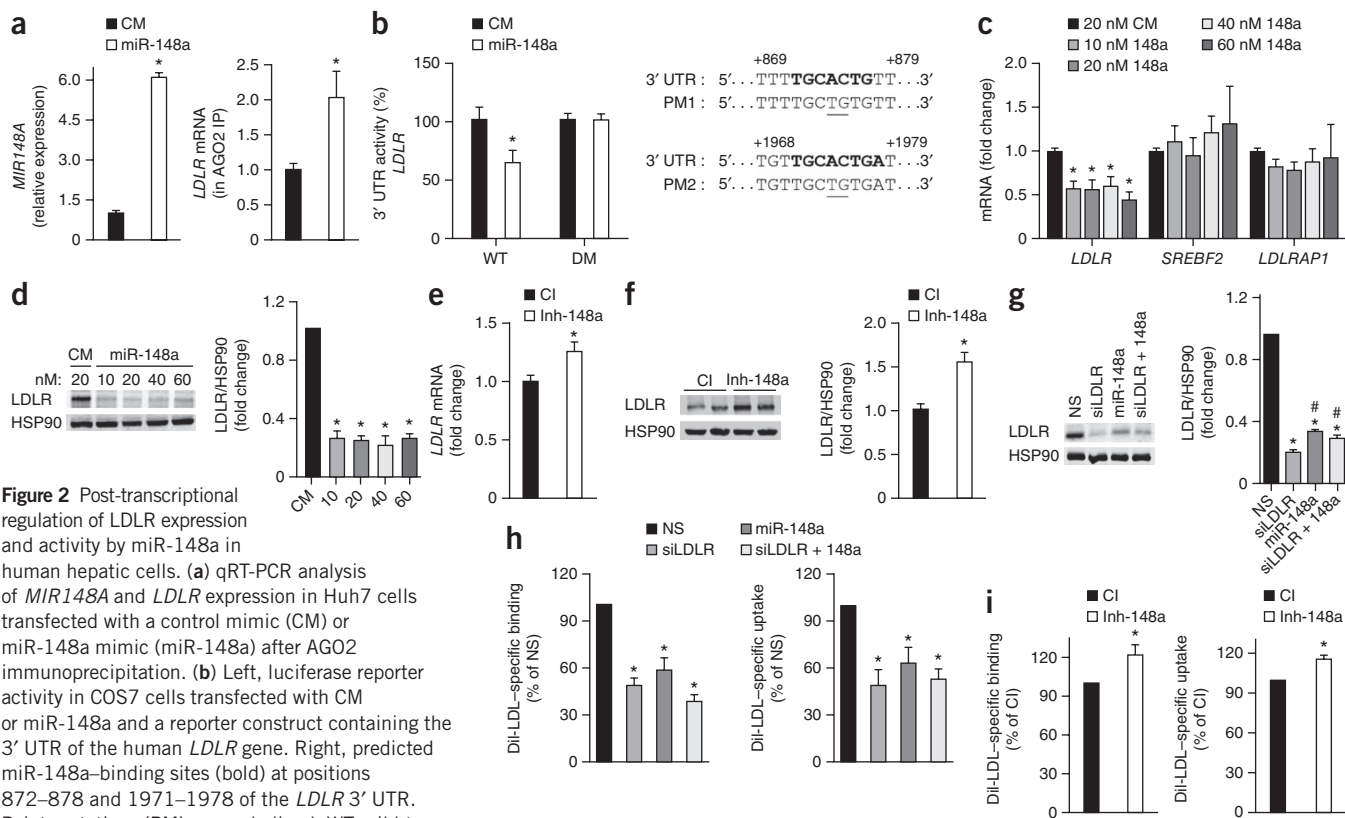 a
CM
miR-148a
MIR148A
(relative expression)
6.0
4.5
3.0
1.5
0
*
LDLR mRNA
(in AGO2 IP)
2.5
2.0
1.5
1.0
0.5
0
*
b
CM
miR-148a
3′ UTR activity (%)
LDLR
150
100
50
0
*
WT DM
+869 +879
3′ UTR : 5′...TTTTGCACTGTT...3′
PM1 : 5′...TTTTGCTGTGTT...3′
+1968 +1979
3′ UTR : 5′...TGTTGCACTGAT...3′
PM2 : 5′...TGTTGCTGTGAT...3′
c
20 nM CM 40 nM 148a
10 nM 148a 60 nM 148a
20 nM 148a
mRNA (fold change)
2.0
1.5
1.0
0.5
0
* * * *
LDLR SREBF2 LDLRAP1
d
CM miR-148a
nM: 20 10 20 40 60
LDLR
HSP90
LDLR/HSP90
(fold change)
1.2
0.8
0.4
0
* * * *
CM 10 20 40 60
e
CI
Inh-148a
LDLR mRNA
(fold change)
1.5
1.0
0.5
0
*
f
CI Inh-148a
LDLR
HSP90
CI
Inh-148a
LDLR/HSP90
(fold change)
2.0
1.5
1.0
0.5
0
*
g
NS siLDLR miR-148a siLDLR + 148a
LDLR
HSP90
LDLR/HSP90
(fold change)
1.2
0.8
0.4
0
# #
* * *
NS siLDLR miR-148a siLDLR + 148a
Figure 2 Post-transcriptional
regulation of LDLR expression
and activity by miR-148a in
human hepatic cells. (a) qRT-PCR analysis
of MIR148A and LDLR expression in Huh7 cells
transfected with a control mimic (CM) or
miR-148a mimic (miR-148a) after AGO2
immunoprecipitation. (b) Left, luciferase reporter
activity in COS7 cells transfected with CM
or miR-148a and a reporter construct containing the
3′ UTR of the human LDLR gene. Right, predicted
miR-148a–binding sites (bold) at positions
872–878 and 1971–1978 of the LDLR 3′ UTR.
h
NS miR-148a
siLDLR siLDLR + 148a
DiI-LDL–specific binding
(% of NS)
120
90
60
30
0
* * *
DiI-LDL–specific uptake
(% of NS)
120
90
60
30
0
* * *
i
CI
Inh-148a
DiI-LDL–specific binding
(% of CI)
120
90
60
30
0
*
CI
Inh-148a
DiI-LDL–specific uptake
(% of CI)
120
90
60
30
0
*